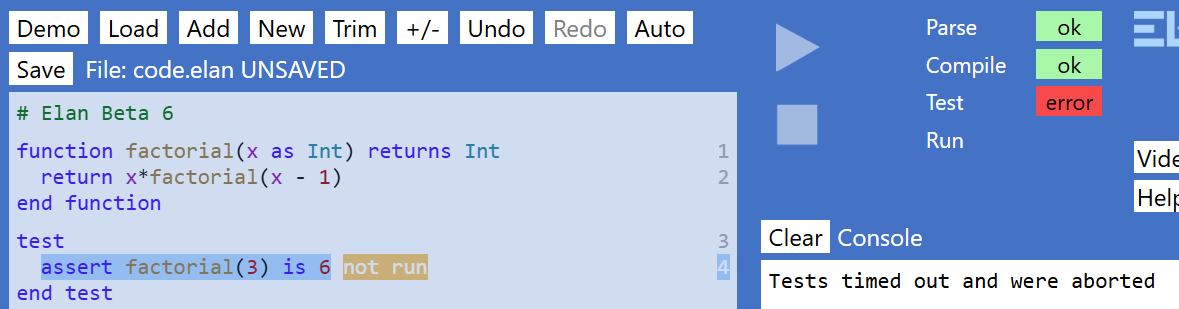 Demo Load Add New Trim +/- Undo Redo Auto
Save File: code.elan UNSAVED
# Elan Beta 6
function factorial(x as Int) returns Int 1
return x*factorial(x - 1) 2
end function
test 3
assert factorial(3) is 6 not run 4
end test
Parse ok
Compile ok
Test error
Run
Clear Console
Tests timed out and were aborted